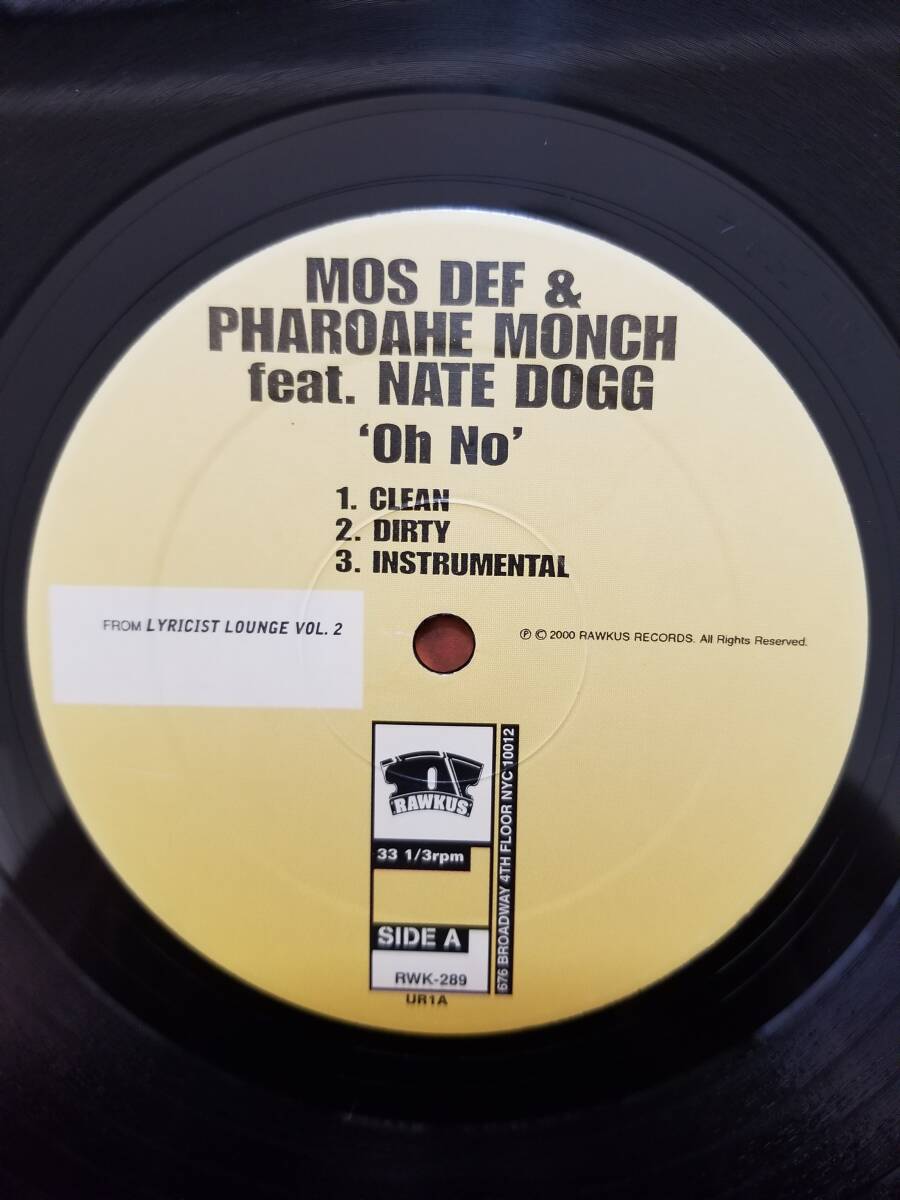 MOS DEF &
PHAROAHE MONCH
feat. NATE DOGG
‘Oh No’
1. CLEAN
2. DIRTY
3. INSTRUMENTAL
FROM LYRICIST LOUNGE VOL. 2
℗ © 2000 RAWKUS RECORDS. All Rights Reserved.
RAWKUS
33 1/3rpm
SIDE A
RWK-289
UR1A
676 BROADWAY 4TH FLOOR NYC 10012